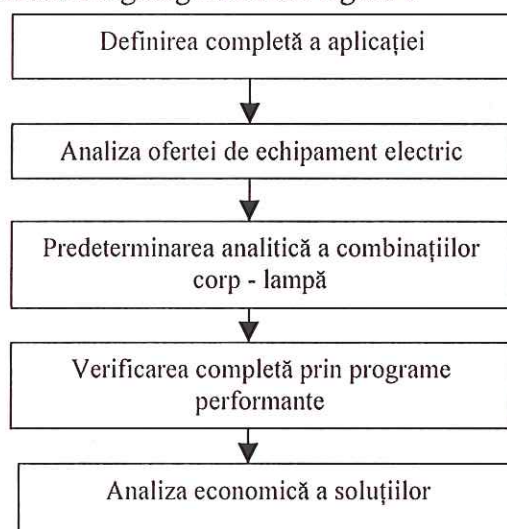 Definirea completă a aplicației
Analiza ofertei de echipament electric
Predeterminarea analitică a combinațiilor
corp - lampă
Verificarea completă prin programe
performante
Analiza economică a soluțiilor